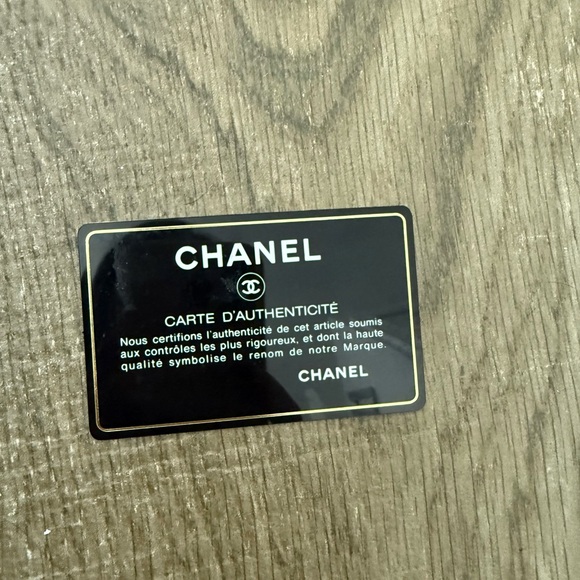 CHANEL
CARTE D'AUTHENTICITÉ
Nous certifions l'authenticité de cet article soumis
aux contrôles les plus rigoureux, et dont la haute
qualité symbolise le renom de notre Marque.
CHANEL